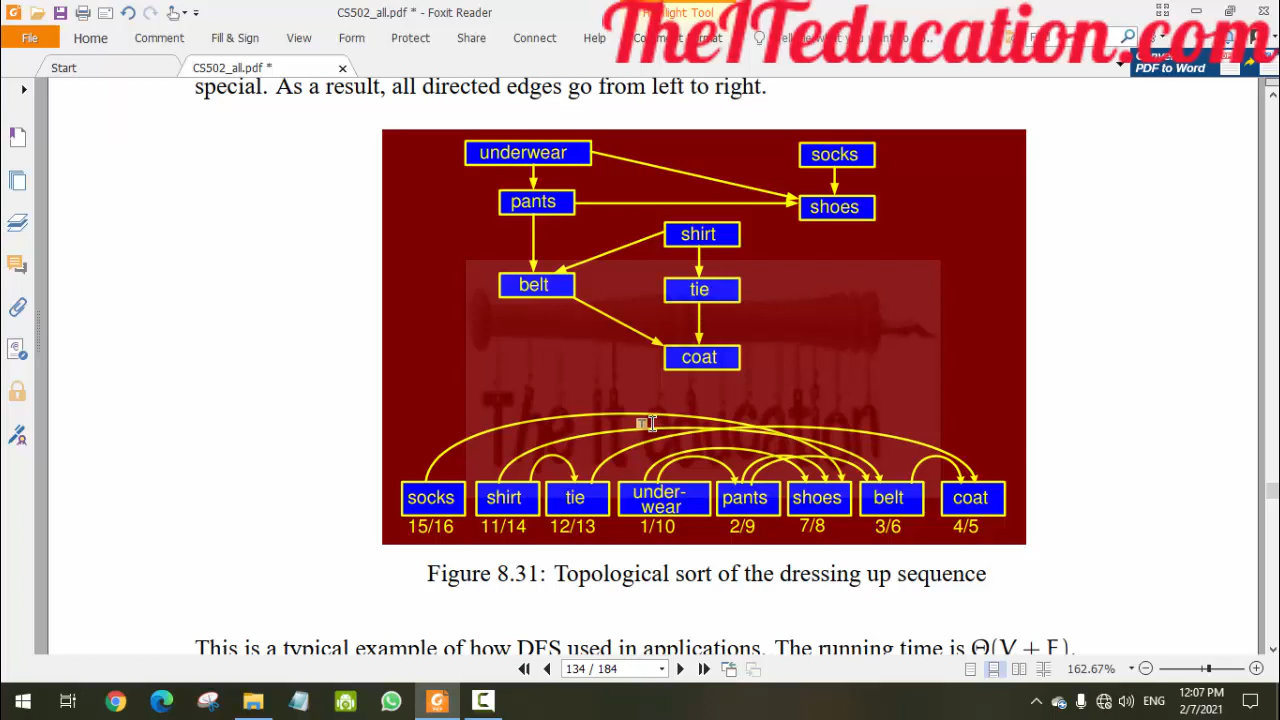 CS502_all.pdf * - Foxit Reader
TheITeducation.com
File Home Comment Fill & Sign View Form Protect Share Connect Help
PDF to Word
Start CS502_all.pdf *
special. As a result, all directed edges go from left to right.
underwear
socks
pants
shoes
shirt
belt
tie
coat
The It education
socks shirt tie under-wear pants shoes belt coat
15/16 11/14 12/13 1/10 2/9 7/8 3/6 4/5
Figure 8.31: Topological sort of the dressing up sequence
This is a typical example of how DFS used in applications. The running time is Θ(V + E).
134 / 184 162.67%
ENG
12:07 PM
2/7/2021